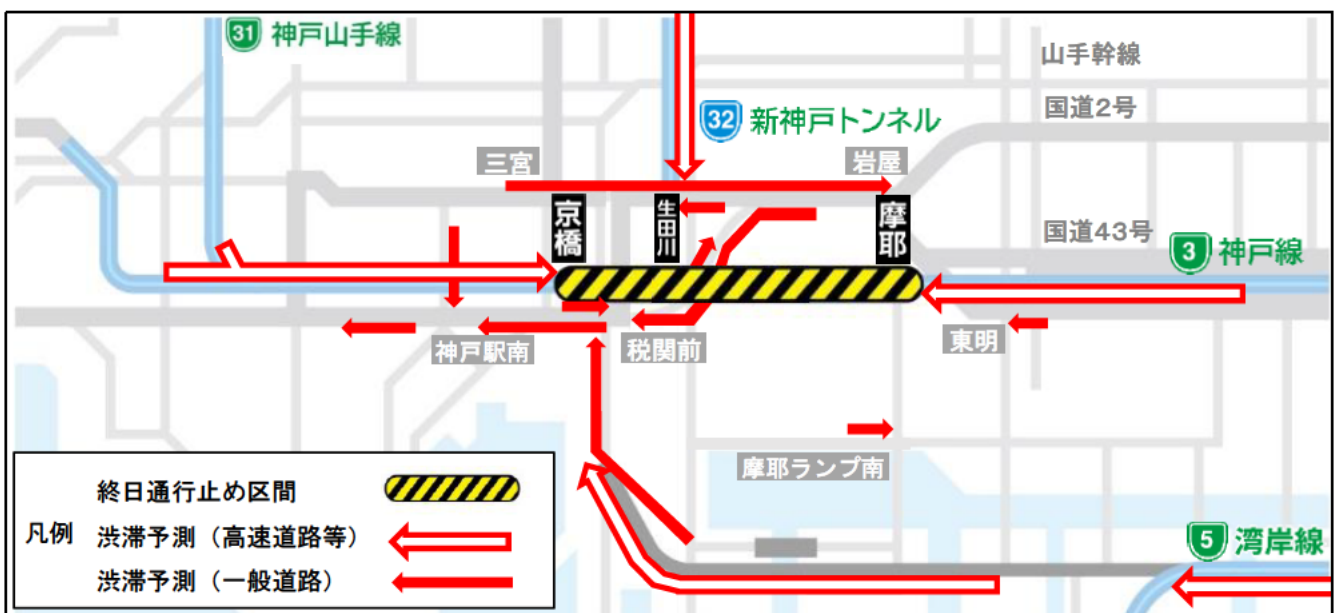 31 神戸山手線
山手幹線
国道2号
32 新神戸トンネル
三宮
岩屋
京橋
生田川
摩耶
国道43号
3 神戸線
神戸駅南
税関前
東明
摩耶ランプ南
5 湾岸線
凡例
終日通行止め区間
渋滞予測（高速道路等）
渋滞予測（一般道路）